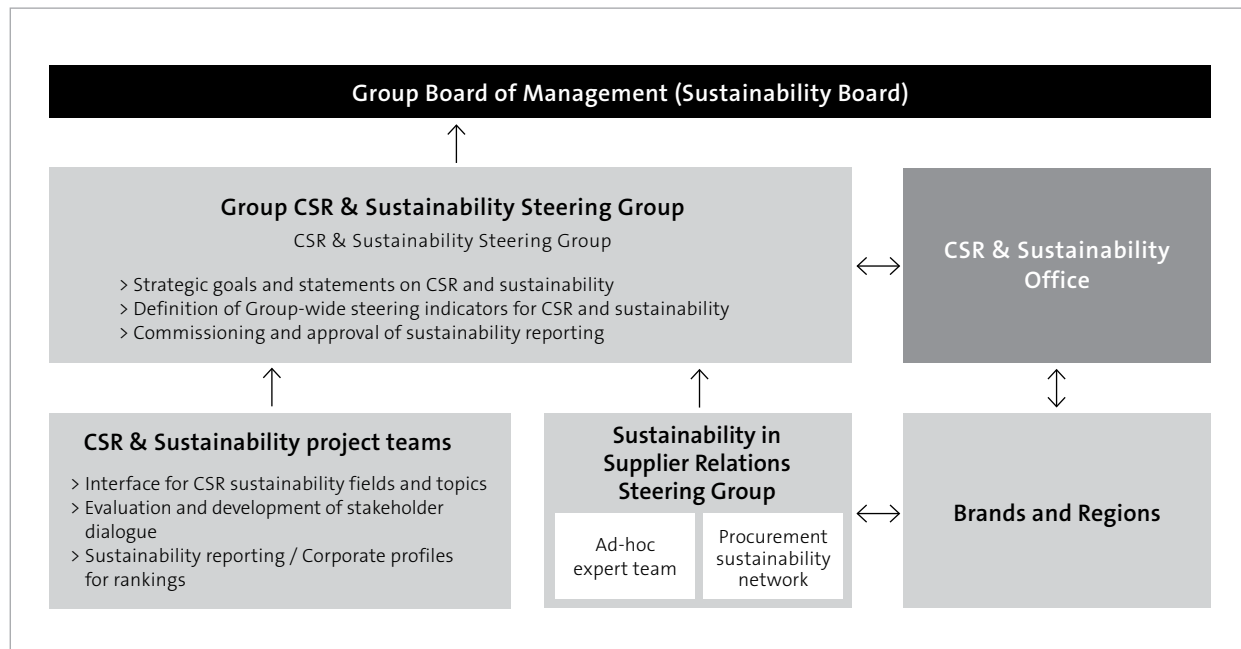 Group Board of Management (Sustainability Board)
Group CSR & Sustainability Steering Group
CSR & Sustainability Steering Group
> Strategic goals and statements on CSR and sustainability
> Definition of Group-wide steering indicators for CSR and sustainability
> Commissioning and approval of sustainability reporting
CSR & Sustainability
Office
CSR & Sustainability project teams
> Interface for CSR sustainability fields and topics
> Evaluation and development of stakeholder
dialogue
> Sustainability reporting / Corporate profiles
for rankings
Sustainability in
Supplier Relations
Steering Group
Ad-hoc
expert team
Procurement
sustainability
network
Brands and Regions